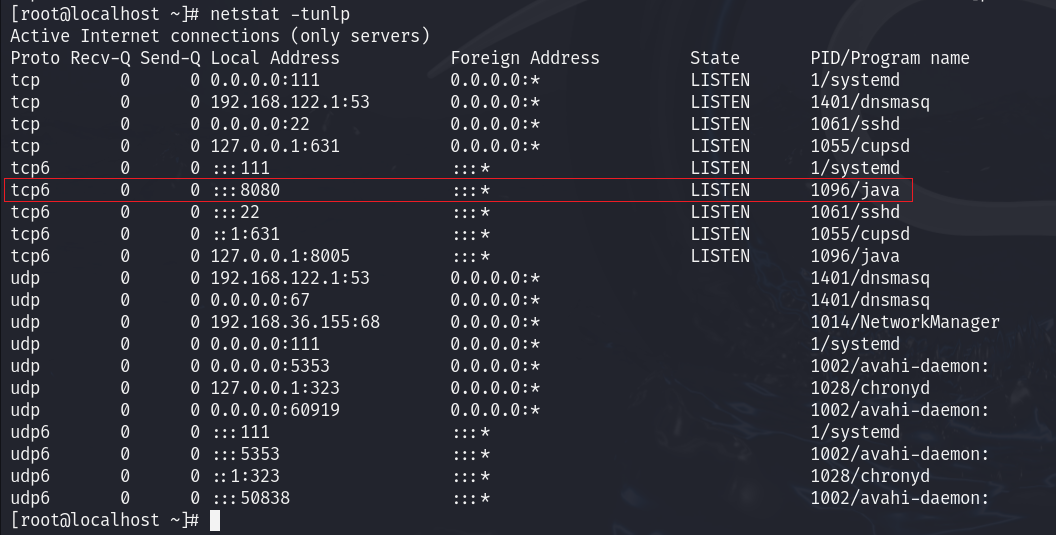 [root@localhost ~]# netstat -tunlp
Active Internet connections (only servers)
Proto Recv-Q Send-Q Local Address           Foreign Address         State       PID/Program name
tcp        0      0 0.0.0.0:111             0.0.0.0:*               LISTEN      1/systemd
tcp        0      0 192.168.122.1:53        0.0.0.0:*               LISTEN      1401/dnsmasq
tcp        0      0 0.0.0.0:22              0.0.0.0:*               LISTEN      1061/sshd
tcp        0      0 127.0.0.1:631           0.0.0.0:*               LISTEN      1055/cupsd
tcp6       0      0 :::111                  :::*                    LISTEN      1/systemd
tcp6       0      0 :::8080                 :::*                    LISTEN      1096/java
tcp6       0      0 :::22                   :::*                    LISTEN      1061/sshd
tcp6       0      0 ::1:631                 :::*                    LISTEN      1055/cupsd
tcp6       0      0 127.0.0.1:8005          :::*                    LISTEN      1096/java
udp        0      0 192.168.122.1:53        0.0.0.0:*                           1401/dnsmasq
udp        0      0 0.0.0.0:67              0.0.0.0:*                           1401/dnsmasq
udp        0      0 192.168.36.155:68       0.0.0.0:*                           1014/NetworkManager
udp        0      0 0.0.0.0:111             0.0.0.0:*                           1/systemd
udp        0      0 0.0.0.0:5353            0.0.0.0:*                           1002/avahi-daemon:
udp        0      0 127.0.0.1:323           0.0.0.0:*                           1028/chronyd
udp        0      0 0.0.0.0:60919           0.0.0.0:*                           1002/avahi-daemon:
udp6       0      0 :::111                  :::*                                1/systemd
udp6       0      0 :::5353                 :::*                                1002/avahi-daemon:
udp6       0      0 ::1:323                 :::*                                1028/chronyd
udp6       0      0 :::50838                :::*                                1002/avahi-daemon:
[root@localhost ~]#